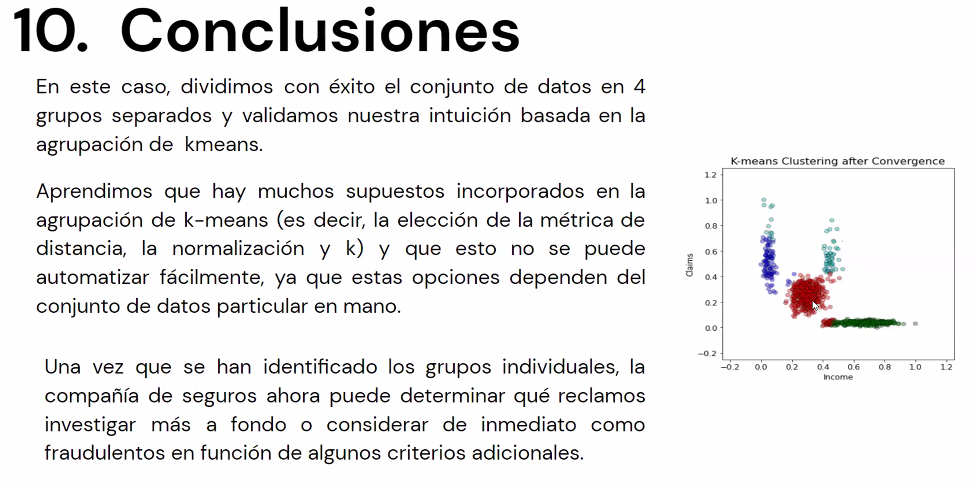 10. Conclusiones
En este caso, dividimos con éxito el conjunto de datos en 4
grupos separados y validamos nuestra intuición basada en la
agrupación de kmeans.
Aprendimos que hay muchos supuestos incorporados en la
agrupación de k-means (es decir, la elección de la métrica de
distancia, la normalización y k) y que esto no se puede
automatizar fácilmente, ya que estas opciones dependen del
conjunto de datos particular en mano.
Una vez que se han identificado los grupos individuales, la
compañía de seguros ahora puede determinar qué reclamos
investigar más a fondo o considerar de inmediato como
fraudulentos en función de algunos criterios adicionales.
K-means Clustering after Convergence
1.2
1.0
0.8
0.6
0.4
0.2
0.0
−0.2
Claims
−0.2 0.0 0.2 0.4 0.6 0.8 1.0 1.2
Income